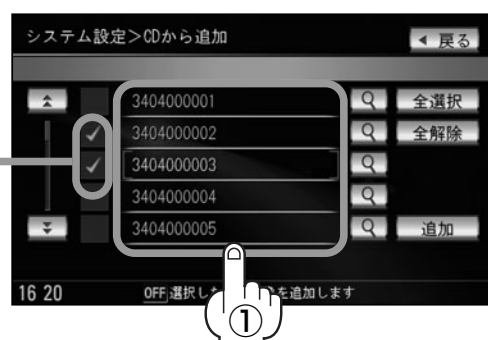 システム設定>CDから追加
戻る
3404000001
全選択
3404000002
全解除
3404000003
3404000004
3404000005
追加
16 20
OFF 選択した
を追加します
①